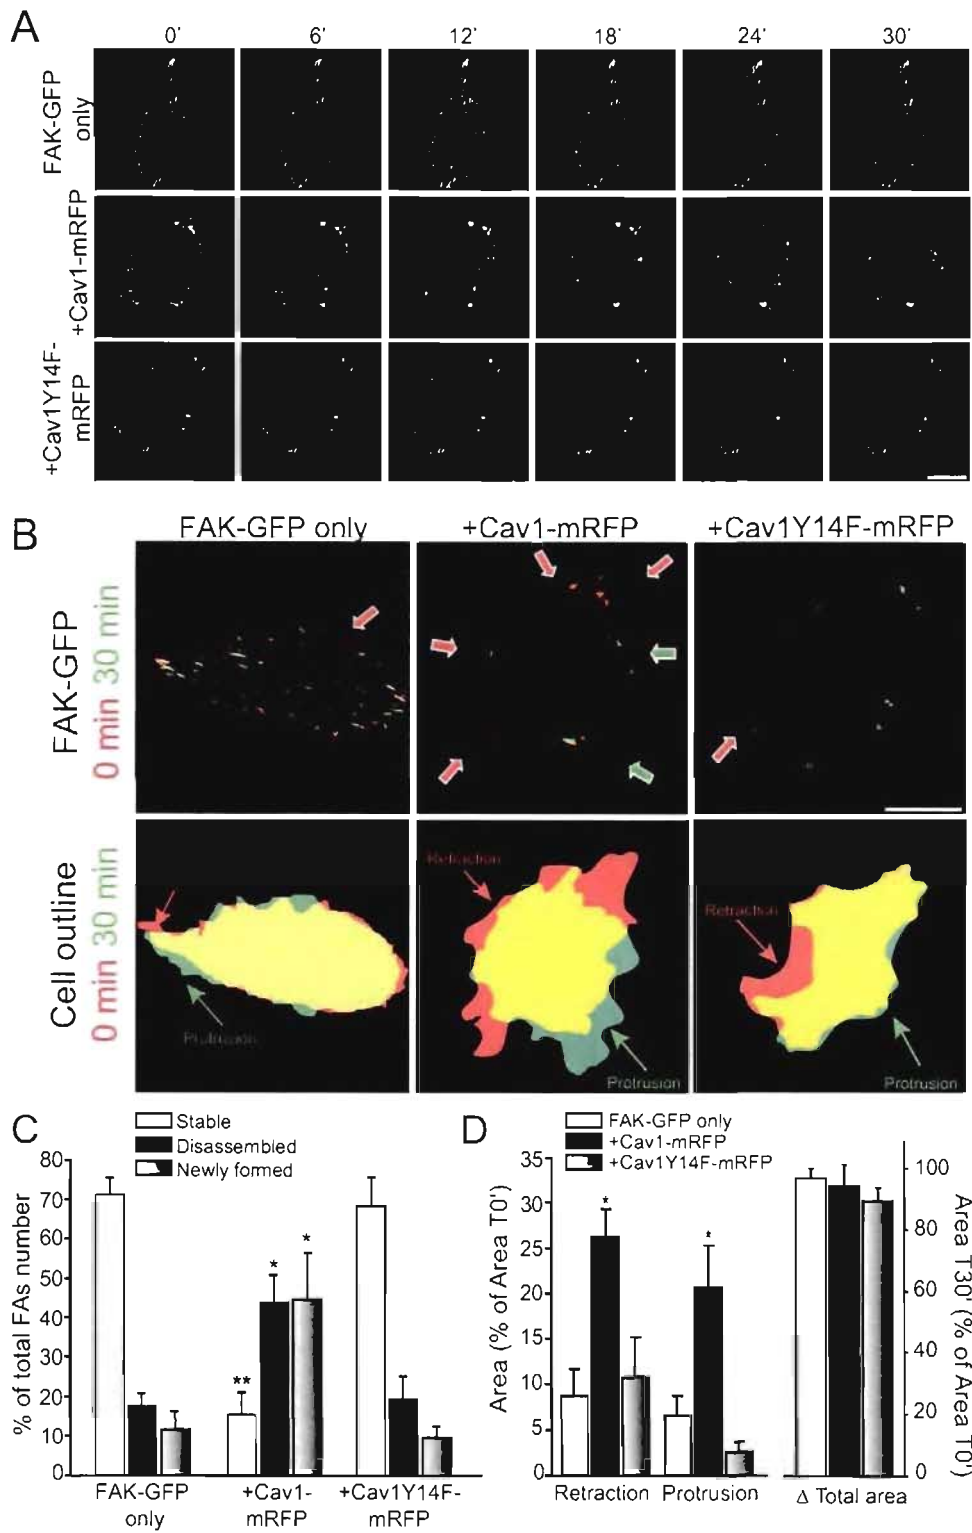 A
0' 6' 12' 18' 24' 30'
FAK-GFP
only
+Cav1-mRFP
+Cav1Y14F-
mRFP
B
FAK-GFP only +Cav1-mRFP +Cav1Y14F-mRFP
FAK-GFP
0 min 30 min
Cell outline
0 min 30 min
Protrusion
Retraction
Protrusion
Retraction
Protrusion
C
Stable
Disassembled
Newly formed
% of total FAs number
80
70
60
50
40
30
20
10
0
**
*
*
FAK-GFP
only
+Cav1-
mRFP
+Cav1Y14F-
mRFP
D
FAK-GFP only
+Cav1-mRFP
+Cav1Y14F-mRFP
Area (% of Area T0')
35
30
25
20
15
10
5
0
*
*
Retraction Protrusion Δ Total area
100
80
60
40
20
0
Area T30' (% of Area T0')